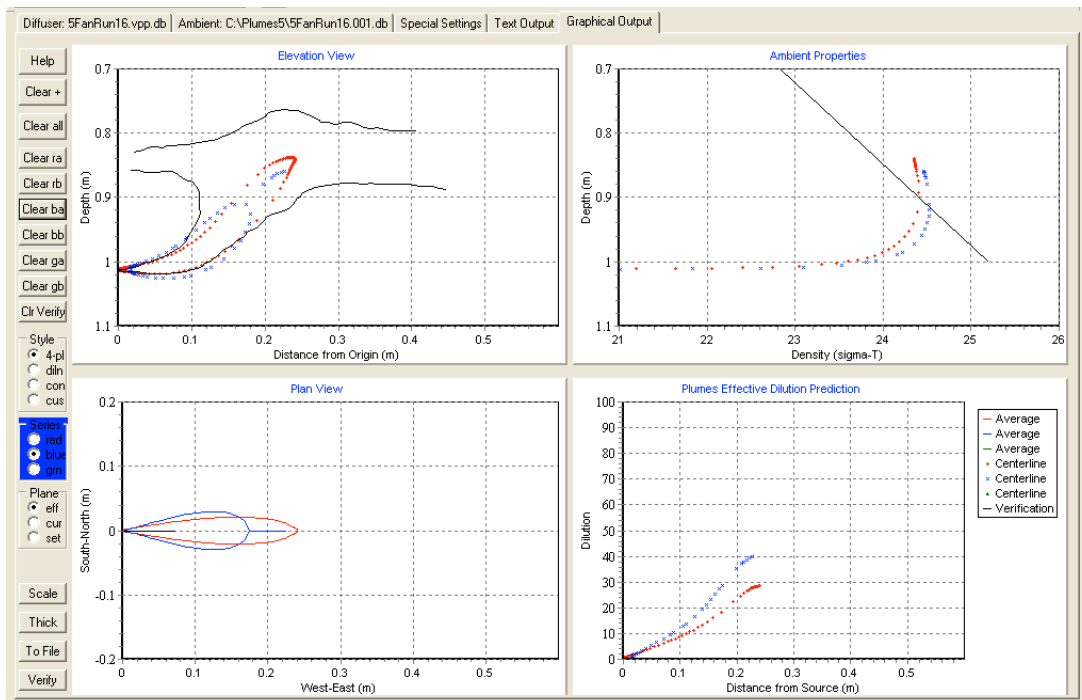 Diffuser: 5FanRun16.vpp.db Ambient: C:\Plumes5\5FanRun16.001.db Special Settings Text Output Graphical Output
Help
Clear +
Clear all
Clear ra
Clear rb
Clear ba
Clear bb
Clear ga
Clear gb
Clr Verify
Style
4-pl
diln
con
cus
Series
red
blue
grn
Plane
eff
cur
set
Scale
Thick
To File
Verify
Elevation View
0.7
0.8
0.9
1
1.1
Depth (m)
0 0.1 0.2 0.3 0.4 0.5
Distance from Origin (m)
Ambient Properties
0.7
0.8
0.9
1
1.1
Depth (m)
21 22 23 24 25 26
Density (sigma-T)
Plan View
0.2
0.1
0
-0.1
-0.2
South-North (m)
0 0.1 0.2 0.3 0.4 0.5
West-East (m)
Plumes Effective Dilution Prediction
100
90
80
70
60
50
40
30
20
10
0
Dilution
0 0.1 0.2 0.3 0.4 0.5
Distance from Source (m)
Average
Average
Average
Centerline
Centerline
Centerline
Verification